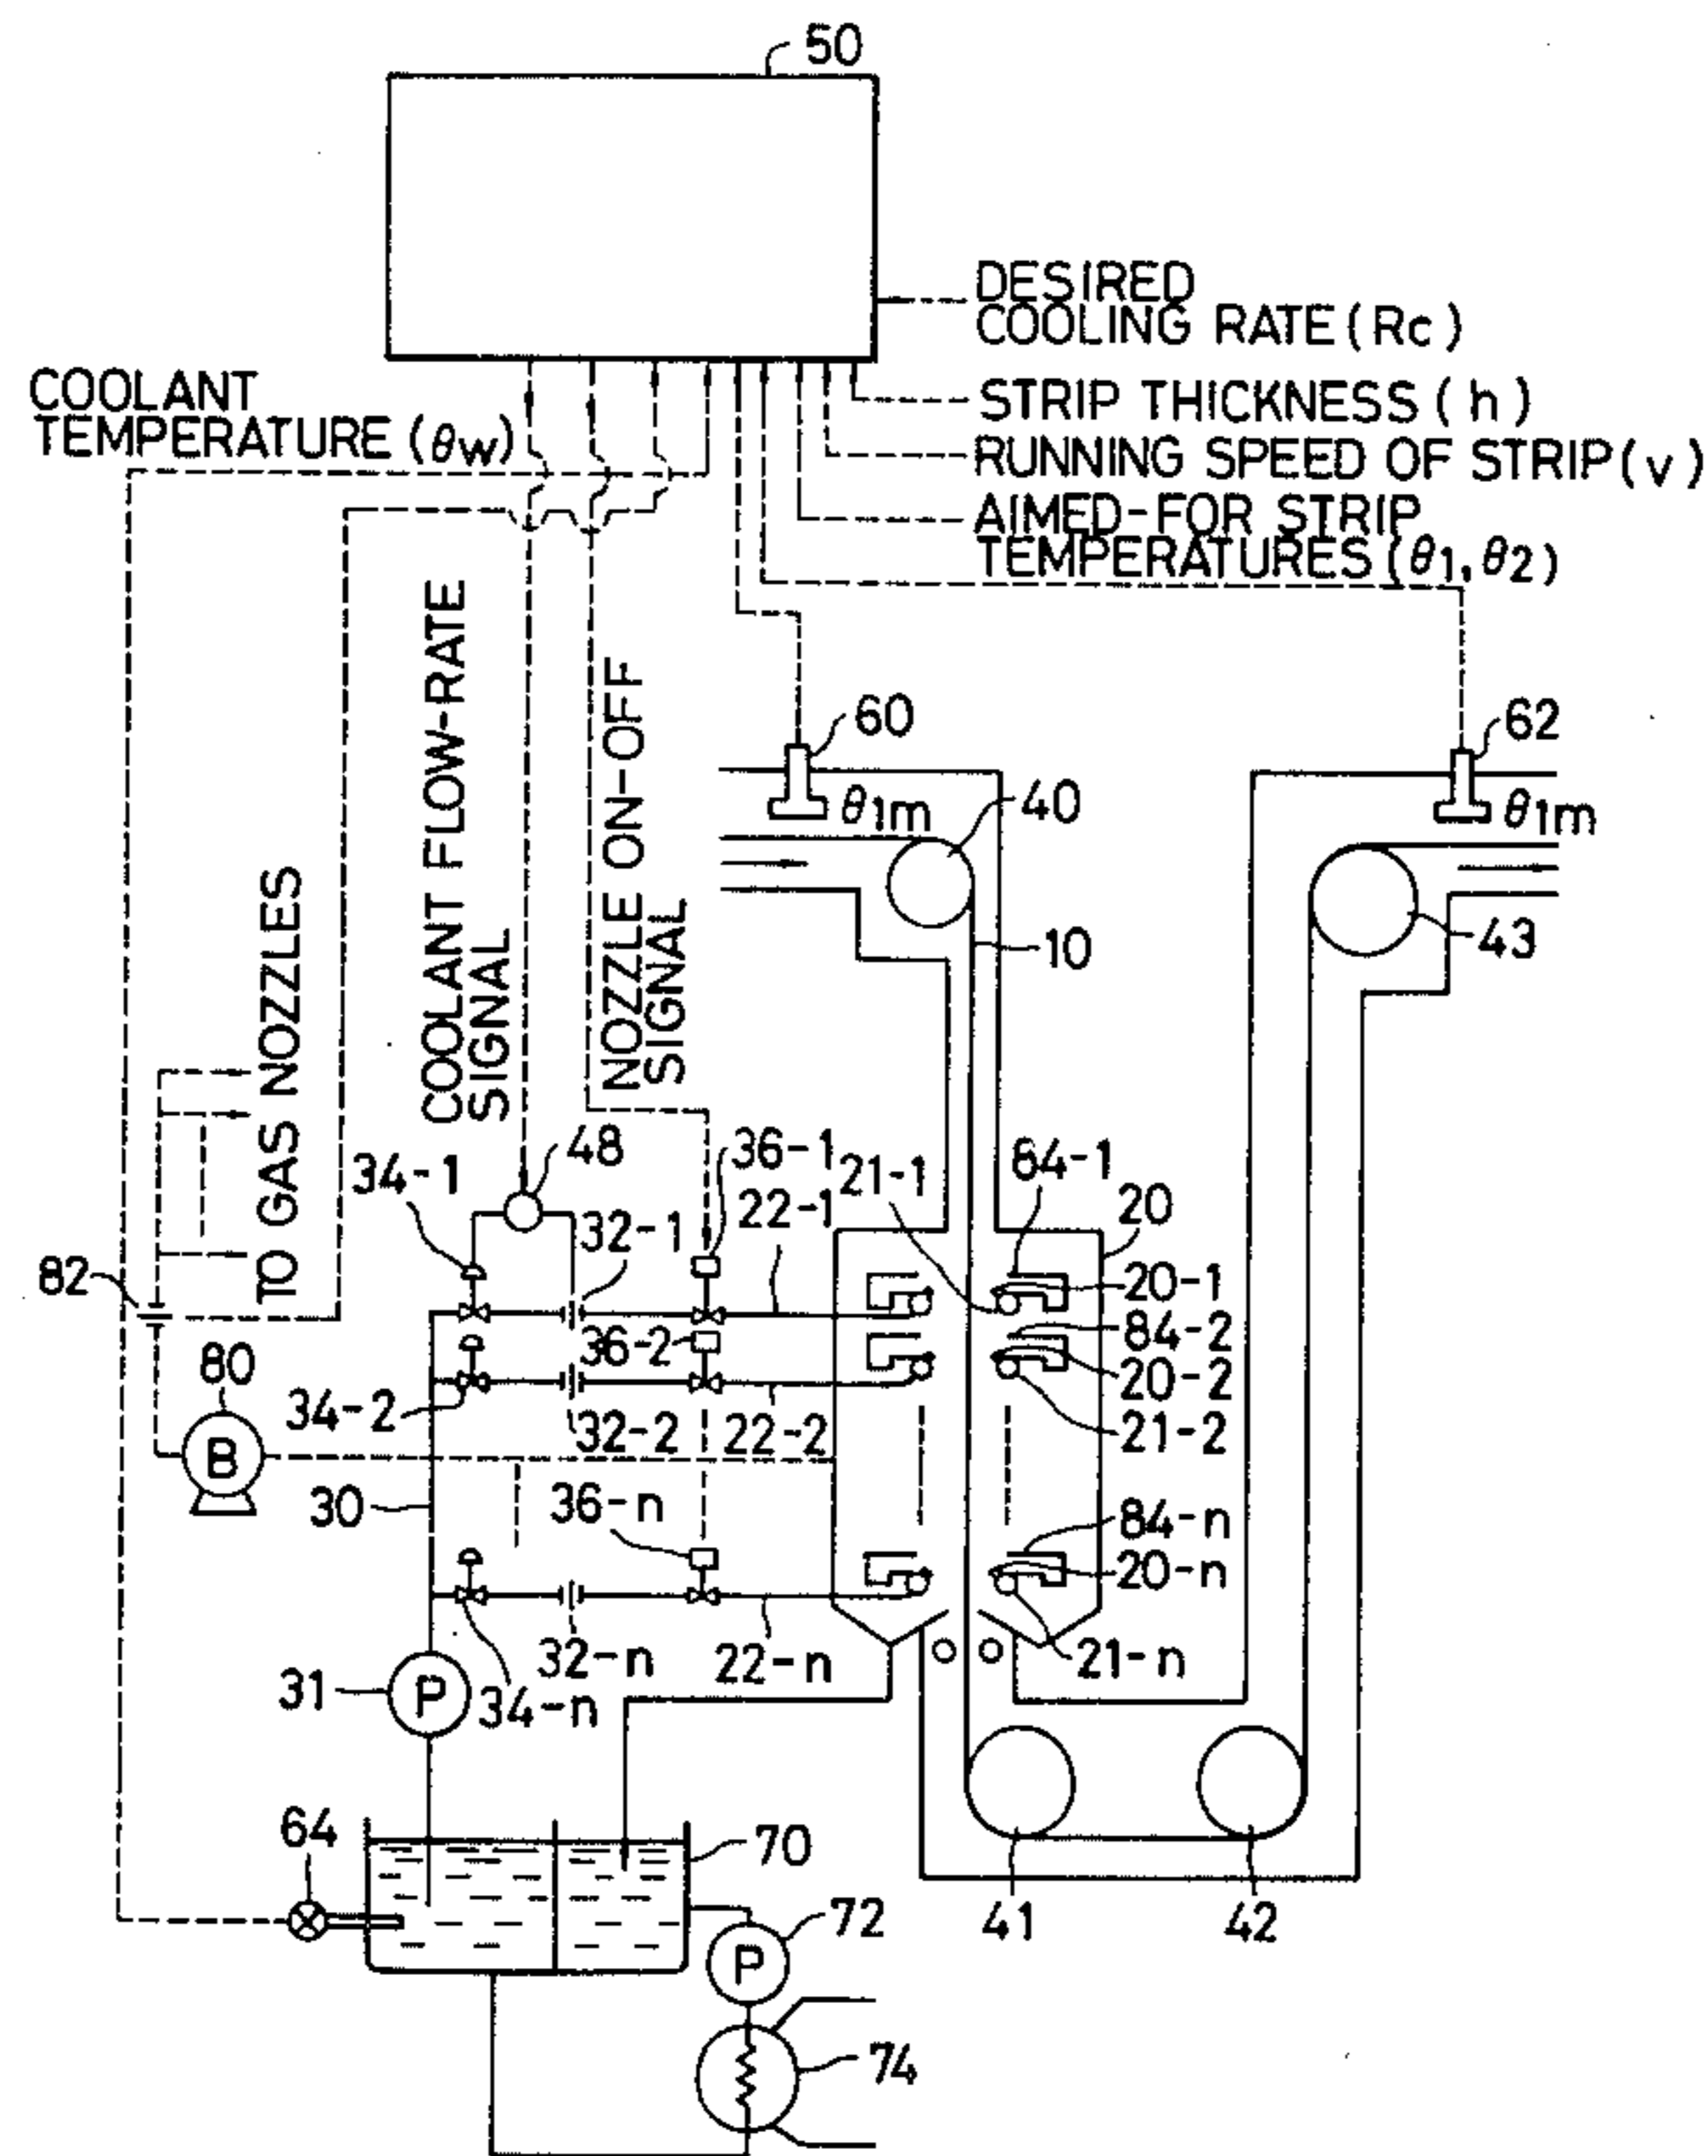 50
DESIRED
COOLING RATE (Rc)
COOLANT
TEMPERATURE (θw)
STRIP THICKNESS (h)
RUNNING SPEED OF STRIP (v)
AIMED-FOR STRIP
TEMPERATURES (θ1, θ2)
COOLANT FLOW-RATE
SIGNAL
NOZZLE ON-OFF
SIGNAL
TO GAS NOZZLES
60
62
θ1m
40
θ1m
10
43
34-1
48
36-1
21-1
84-1
22-1
20
32-1
82
20-1
84-2
36-2
20-2
80
34-2
32-2
22-2
21-2
B
30
36-n
84-n
20-n
31
P
34-n
32-n
22-n
21-n
64
70
72
41
42
P
74